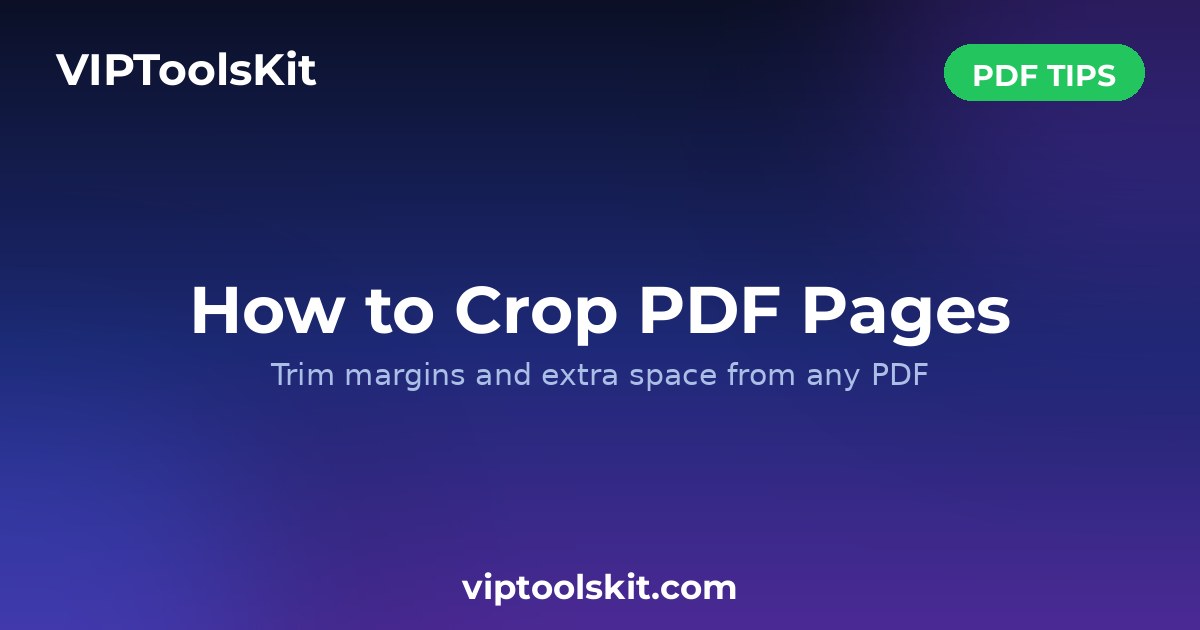 VIPToolsKit
PDF TIPS
How to Crop PDF Pages
Trim margins and extra space from any PDF
viptoolskit.com